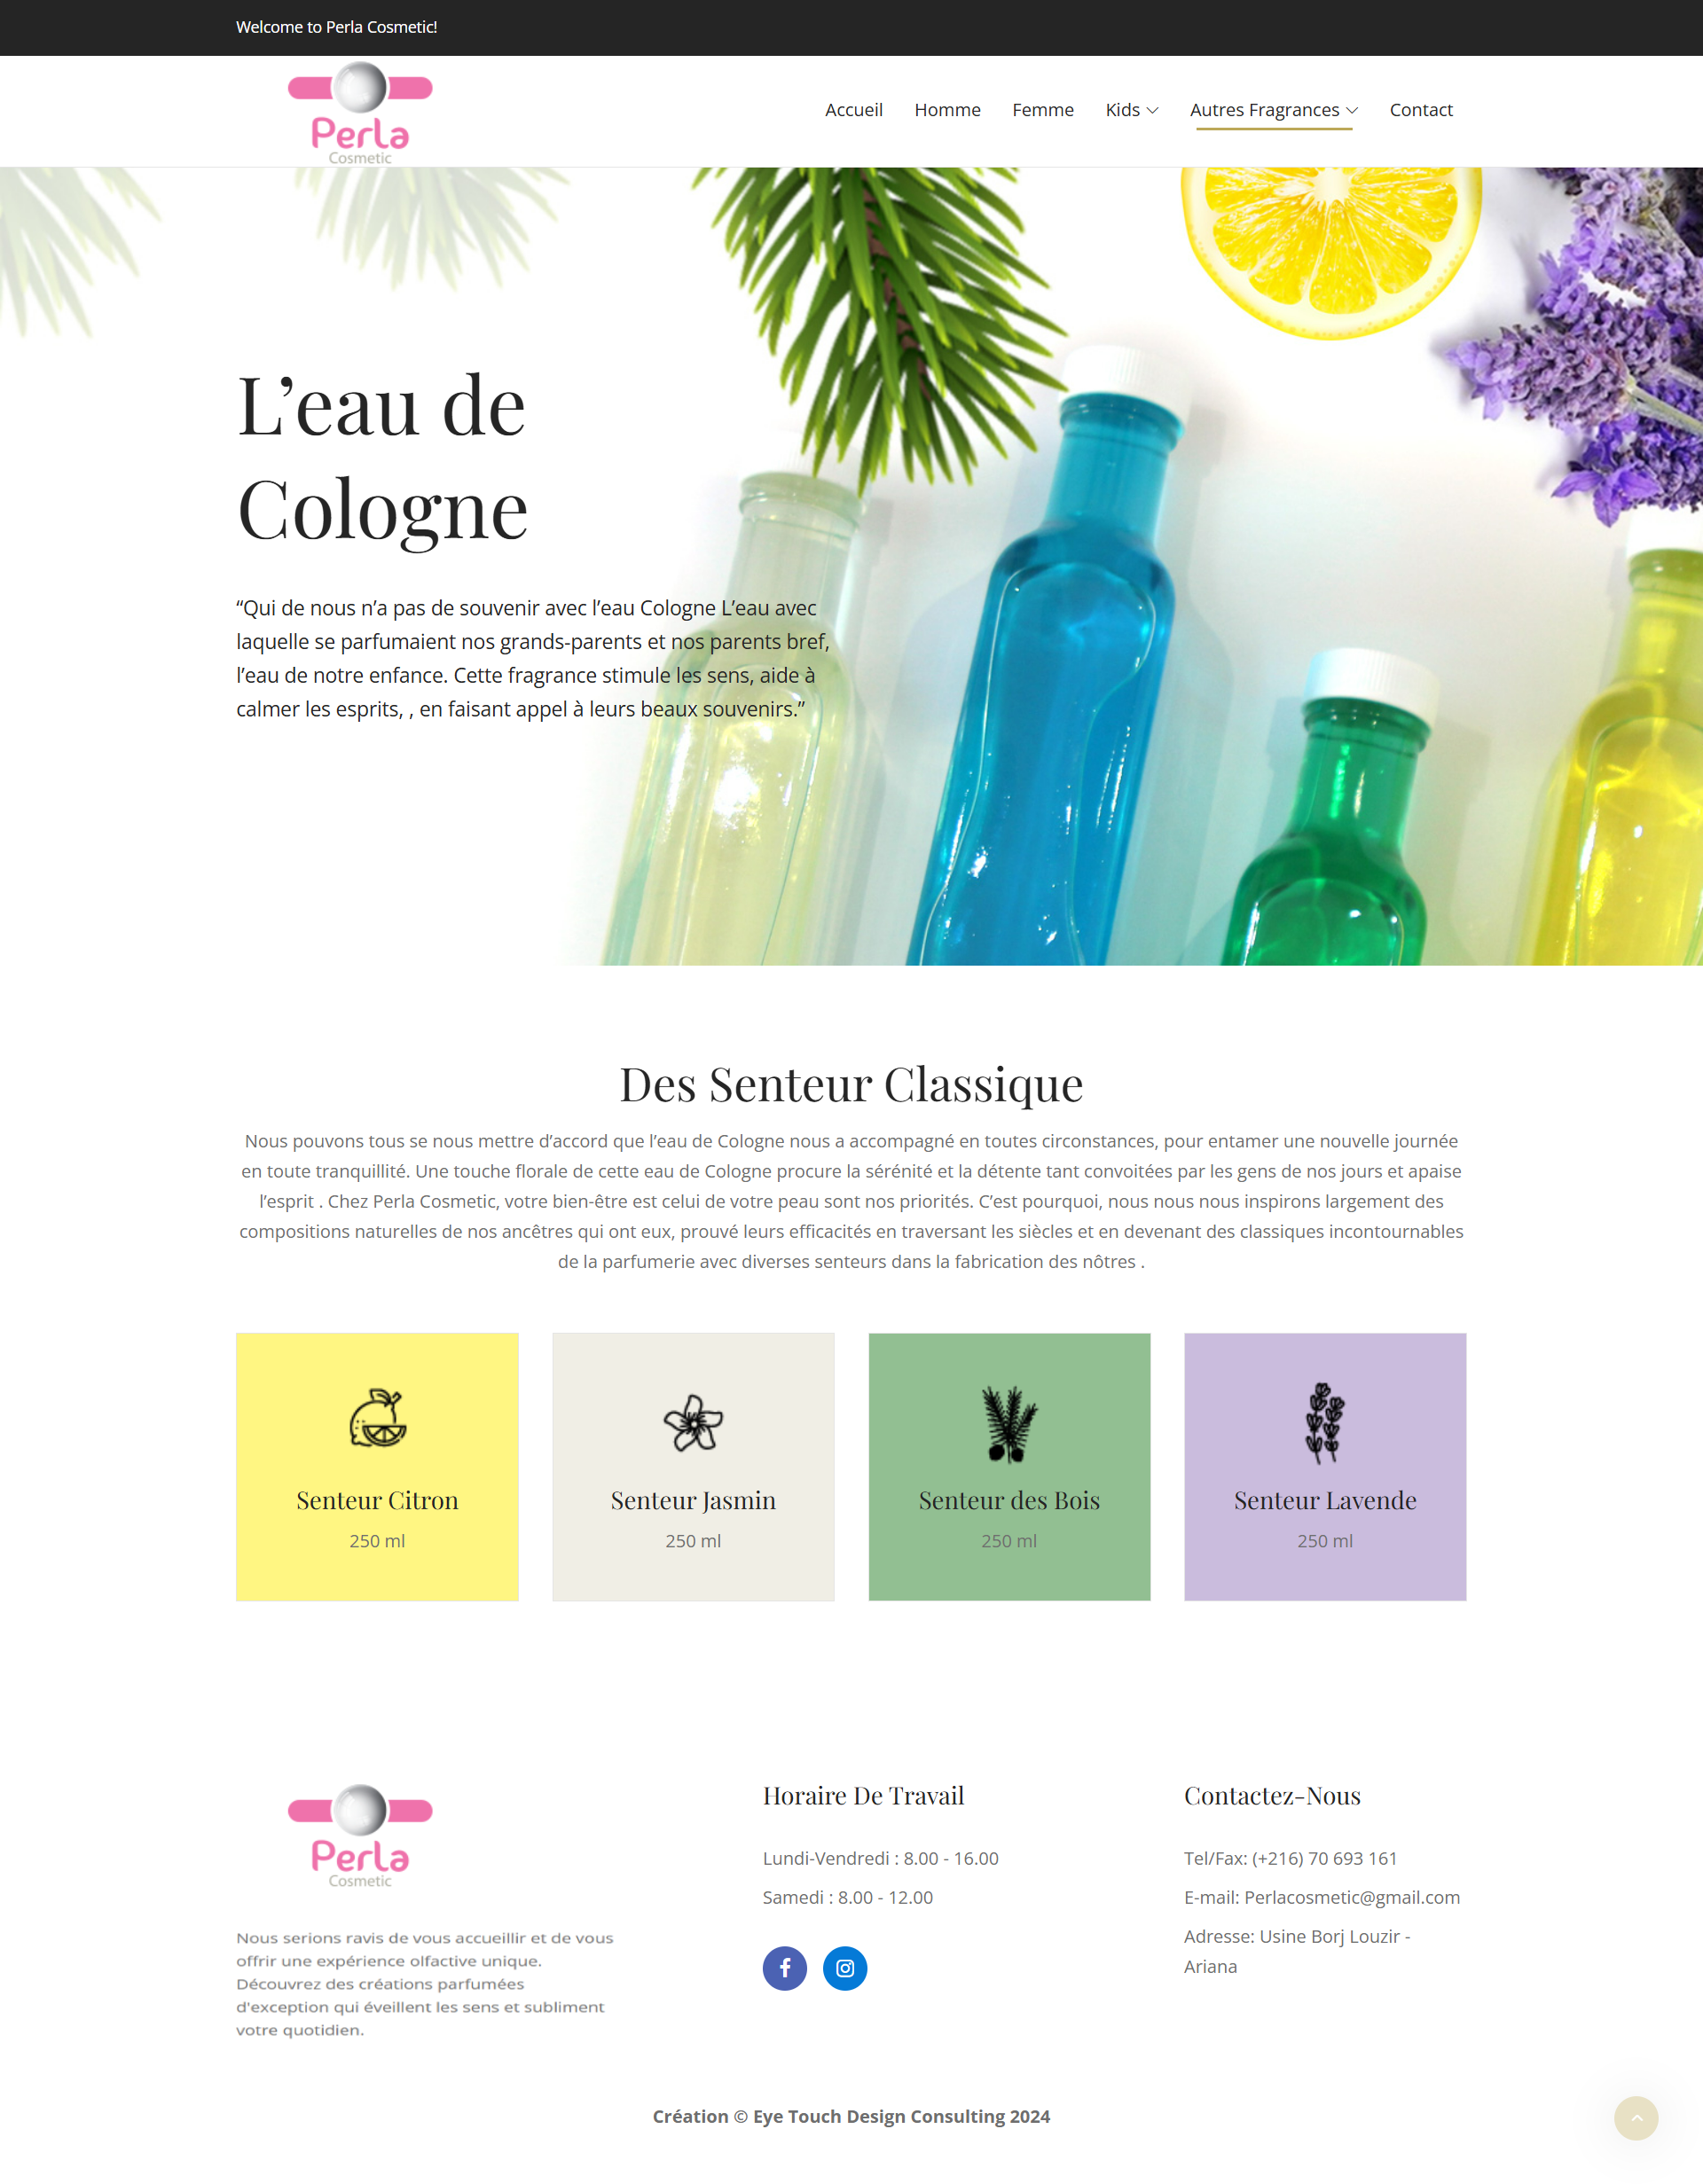 Welcome to Perla Cosmetic!
Perla
Cosmetic
Accueil Homme Femme Kids Autres Fragrances Contact
L’eau de
Cologne
“Qui de nous n’a pas de souvenir avec l’eau Cologne L’eau avec
laquelle se parfumaient nos grands-parents et nos parents bref,
l’eau de notre enfance. Cette fragrance stimule les sens, aide à
calmer les esprits, , en faisant appel à leurs beaux souvenirs.”
Des Senteur Classique
Nous pouvons tous se nous mettre d’accord que l’eau de Cologne nous a accompagné en toutes circonstances, pour entamer une nouvelle journée
en toute tranquillité. Une touche florale de cette eau de Cologne procure la sérénité et la détente tant convoitées par les gens de nos jours et apaise
l’esprit . Chez Perla Cosmetic, votre bien-être est celui de votre peau sont nos priorités. C’est pourquoi, nous nous nous inspirons largement des
compositions naturelles de nos ancêtres qui ont eux, prouvé leurs efficacités en traversant les siècles et en devenant des classiques incontournables
de la parfumerie avec diverses senteurs dans la fabrication des nôtres .
Senteur Citron
250 ml
Senteur Jasmin
250 ml
Senteur des Bois
250 ml
Senteur Lavende
250 ml
Perla
Cosmetic
Nous serions ravis de vous accueillir et de vous
offrir une expérience olfactive unique.
Découvrez des créations parfumées
d'exception qui éveillent les sens et subliment
votre quotidien.
Horaire De Travail
Lundi-Vendredi : 8.00 - 16.00
Samedi : 8.00 - 12.00
Contactez-Nous
Tel/Fax: (+216) 70 693 161
E-mail: Perlacosmetic@gmail.com
Adresse: Usine Borj Louzir -
Ariana
Création © Eye Touch Design Consulting 2024